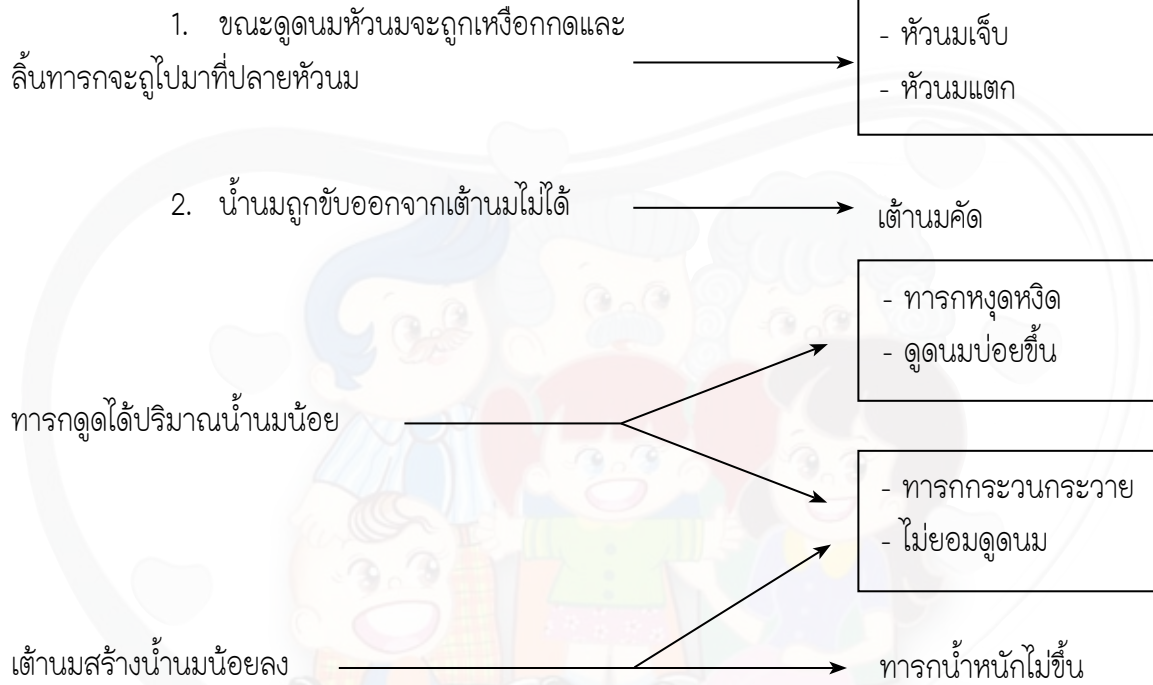 1. ขณะดูดนมหัวนมจะถูกเหงือกกดและ
ลิ้นทารกจะถูไปมาที่ปลายหัวนม
- หัวนมเจ็บ
- หัวนมแตก
2. น้ำนมถูกขับออกจากเต้านมไม่ได้
เต้านมคัด
- ทารกหงุดหงิด
- ดูดนมบ่อยขึ้น
ทารกดูดได้ปริมาณน้ำนมน้อย
- ทารกกระวนกระวาย
- ไม่ยอมดูดนม
เต้านมสร้างน้ำนมน้อยลง
ทารกน้ำหนักไม่ขึ้น